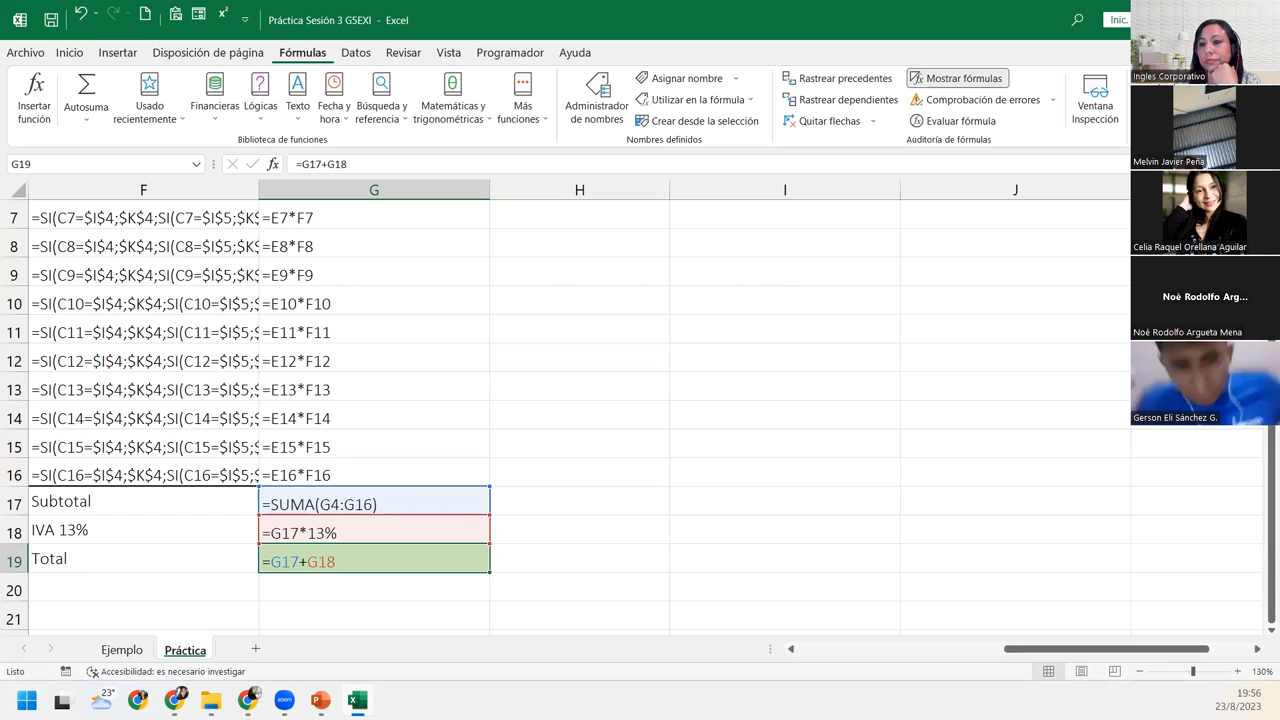 Práctica Sesión 3 G5EXI - Excel
Inic.
Archivo Inicio Insertar Disposición de página Fórmulas Datos Revisar Vista Ayuda
Insertar función
Autosuma
Usado recientemente
Financieras
Lógicas
Texto
Fecha y hora
Búsqueda y referencia
Matemáticas y trigonométricas
Más funciones
Biblioteca de funciones
Administrador de nombres
Asignar nombre
Utilizar en la fórmula
Crear desde la selección
Nombres definidos
Rastrear precedentes
Rastrear dependientes
Quitar flechas
Mostrar fórmulas
Comprobación de errores
Evaluar fórmula
Auditoría de fórmulas
Ventana Inspección
G19 fx =G17+G18
F G H I J
7 =SI(C7=$I$4;$K$4;SI(C7=$I$5;$K$ =E7*F7
8 =SI(C8=$I$4;$K$4;SI(C8=$I$5;$K$ =E8*F8
9 =SI(C9=$I$4;$K$4;SI(C9=$I$5;$K$ =E9*F9
10 =SI(C10=$I$4;$K$4;SI(C10=$I$5;$ =E10*F10
11 =SI(C11=$I$4;$K$4;SI(C11=$I$5;$ =E11*F11
12 =SI(C12=$I$4;$K$4;SI(C12=$I$5;$ =E12*F12
13 =SI(C13=$I$4;$K$4;SI(C13=$I$5;$ =E13*F13
14 =SI(C14=$I$4;$K$4;SI(C14=$I$5;$ =E14*F14
15 =SI(C15=$I$4;$K$4;SI(C15=$I$5;$ =E15*F15
16 =SI(C16=$I$4;$K$4;SI(C16=$I$5;$ =E16*F16
17 Subtotal =SUMA(G4:G16)
18 IVA 13% =G17*13%
19 Total =G17+G18
20
21
Ejemplo Práctica
Listo Accesibilidad: es necesario investigar 130%
23° zoom
19:56
23/8/2023
Ingles Corporativo
Melvin Javier Peña
Celia Raquel Orellana Aguilar
Noè Rodolfo Arg...
Noè Rodolfo Argueta Mena
Gerson Eli Sánchez G.